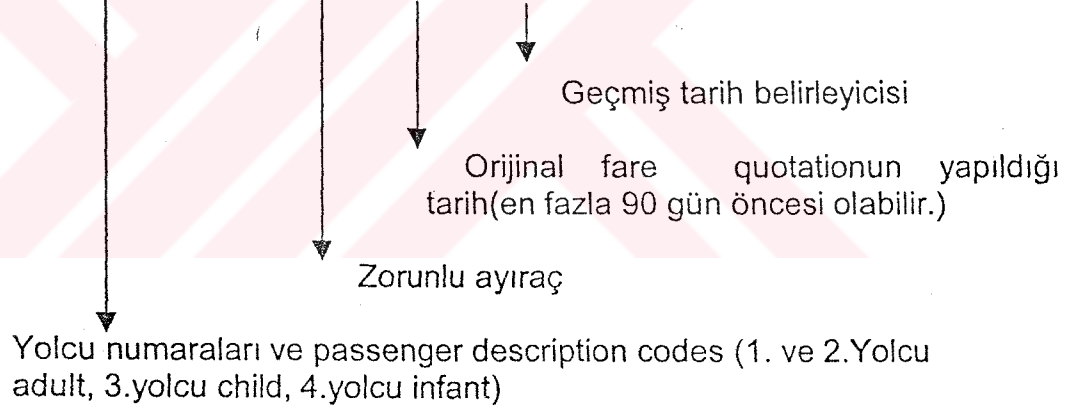 Geçmiş tarih belirleyicisi
Orijinal fare quotationun yapıldığı
tarih(en fazla 90 gün öncesi olabilir.)
Zorunlu ayıraç
Yolcu numaraları ve passenger description codes (1. ve 2.Yolcu
adult, 3.yolcu child, 4.yolcu infant)